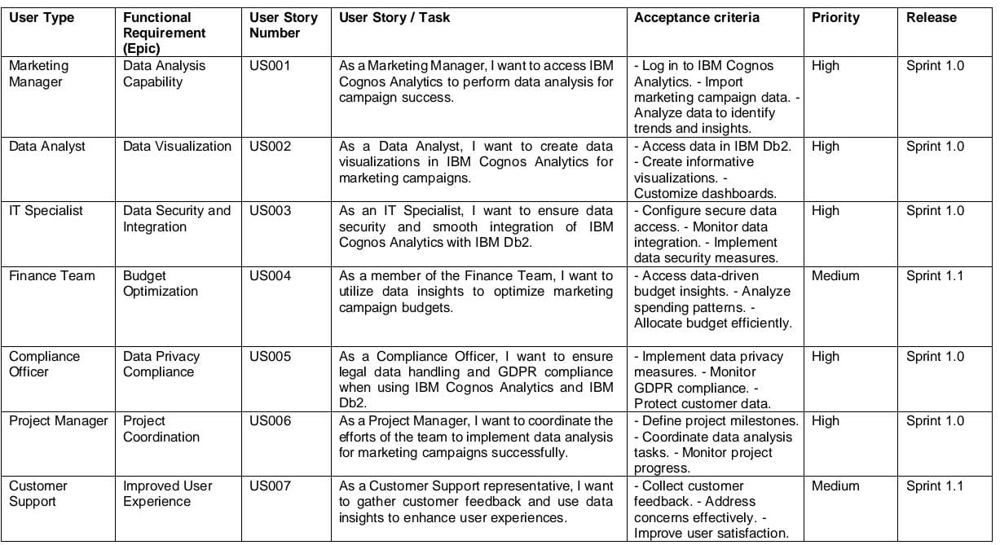 User Type
Functional
Requirement
(Epic)
User Story
Number
User Story / Task
Acceptance criteria
Priority
Release
Marketing
Manager
Data Analysis
Capability
US001
As a Marketing Manager, I want to access IBM
Cognos Analytics to perform data analysis for
campaign success.
- Log in to IBM Cognos
Analytics. - Import
marketing campaign data. -
Analyze data to identify
trends and insights.
High
Sprint 1.0
Data Analyst
Data Visualization
US002
As a Data Analyst, I want to create data
visualizations in IBM Cognos Analytics for
marketing campaigns.
- Access data in IBM Db2.
- Create informative
visualizations. -
Customize dashboards.
High
Sprint 1.0
IT Specialist
Data Security and
Integration
US003
As an IT Specialist, I want to ensure data
security and smooth integration of IBM
Cognos Analytics with IBM Db2.
- Configure secure data
access. - Monitor data
integration. - Implement
data security measures.
High
Sprint 1.0
Finance Team
Budget
Optimization
US004
As a member of the Finance Team, I want to
utilize data insights to optimize marketing
campaign budgets.
- Access data-driven
budget insights. - Analyze
spending patterns. -
Allocate budget efficiently.
Medium
Sprint 1.1
Compliance
Officer
Data Privacy
Compliance
US005
As a Compliance Officer, I want to ensure
legal data handling and GDPR compliance
when using IBM Cognos Analytics and IBM
Db2.
- Implement data privacy
measures. - Monitor
GDPR compliance. -
Protect customer data.
High
Sprint 1.0
Project Manager
Project
Coordination
US006
As a Project Manager, I want to coordinate the
efforts of the team to implement data analysis
for marketing campaigns successfully.
- Define project milestones.
- Coordinate data analysis
tasks. - Monitor project
progress.
High
Sprint 1.0
Customer
Support
Improved User
Experience
US007
As a Customer Support representative, I want
to gather customer feedback and use data
insights to enhance user experiences.
- Collect customer
feedback. - Address
concerns effectively. -
Improve user satisfaction.
Medium
Sprint 1.1